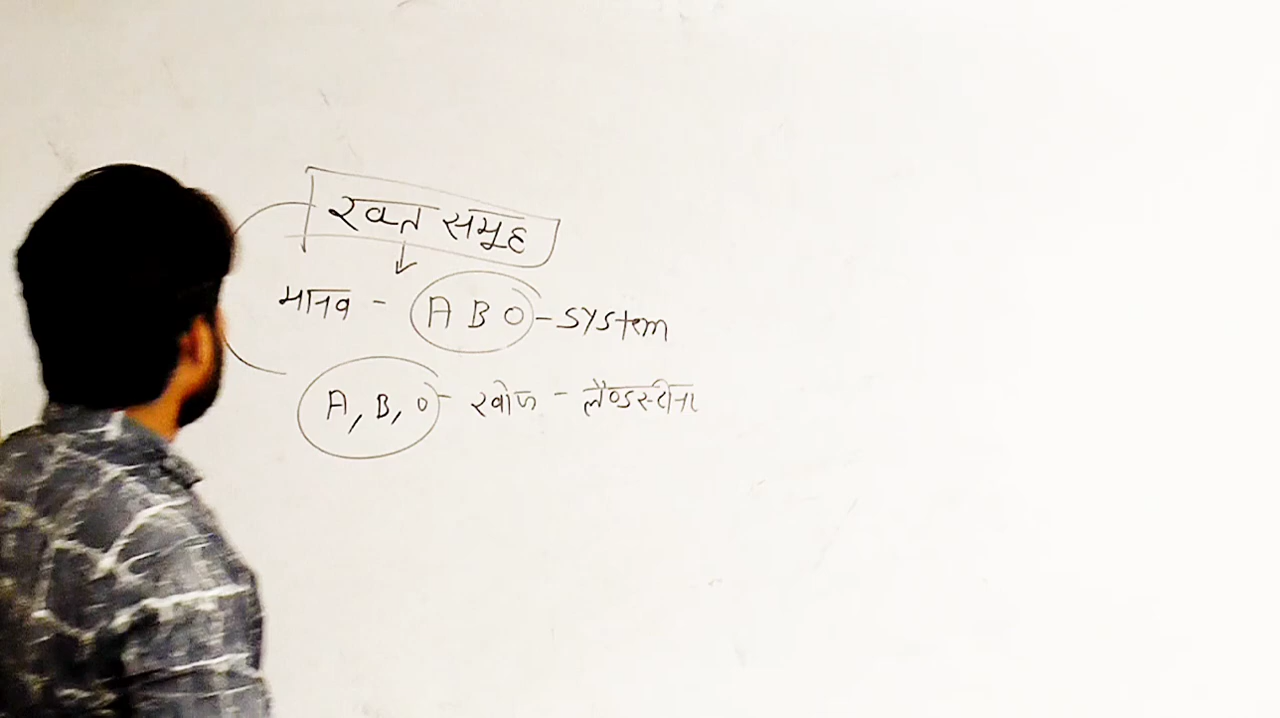 रक्त समूह
मानव - A B O - system
A, B, O - खोज - लैण्डस्टीनर